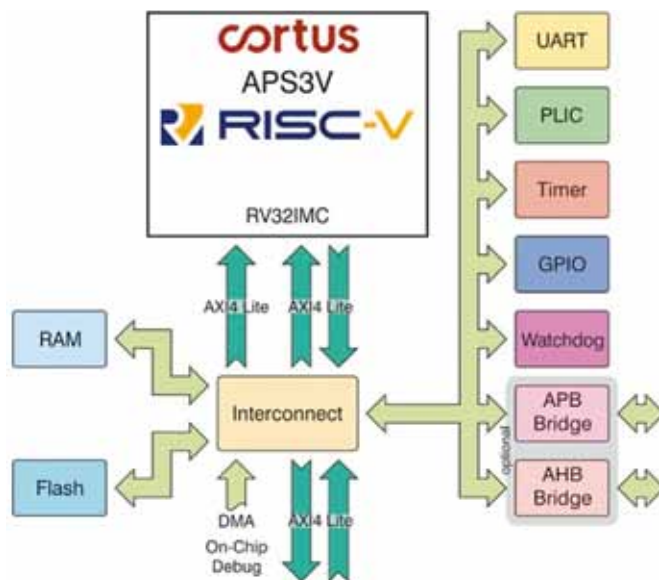 cortus
APS3V
RISC-V
RV32IMC
AXI4 Lite
AXI4 Lite
RAM
Flash
Interconnect
DMA
On-Chip
Debug
AXI4 Lite
UART
PLIC
Timer
GPIO
Watchdog
optional
APB
Bridge
AHB
Bridge